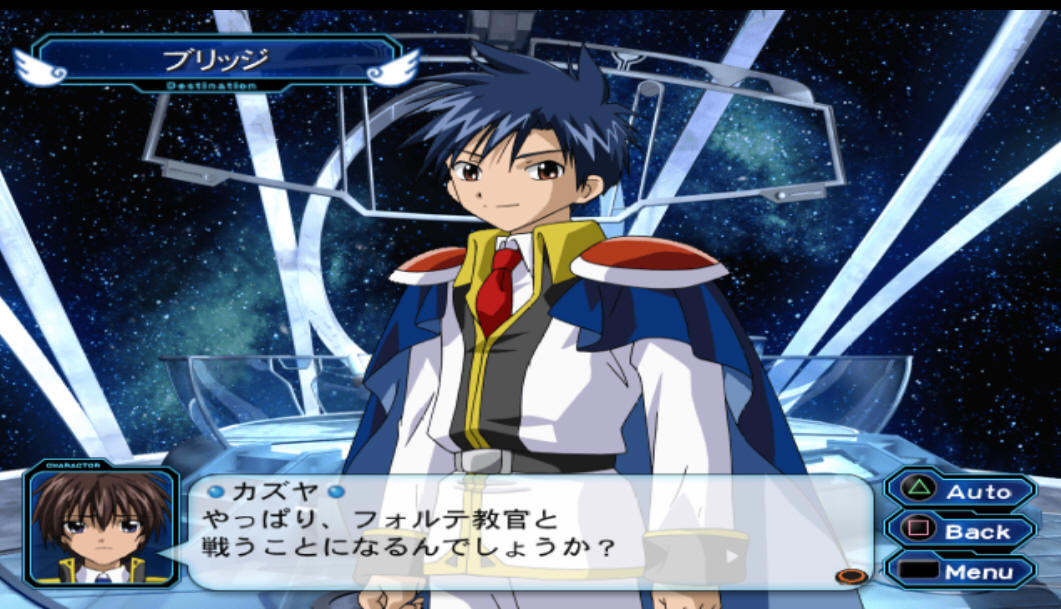 ブリッジ
Destination
CHARACTOR
カズヤ
やっぱり、フォルテ教官と
戦うことになるんでしょうか？
Auto
Back
Menu